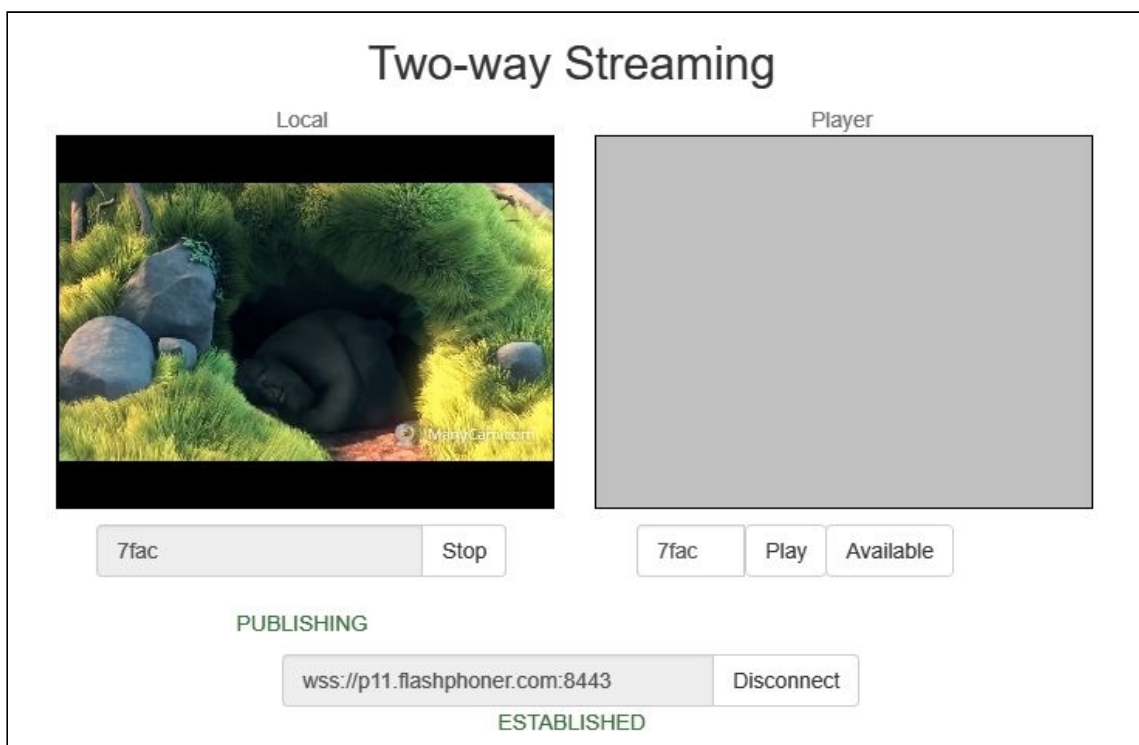 Two-way Streaming
Local
Player
ManyCam.com
7fac
Stop
7fac
Play
Available
PUBLISHING
wss://p11.flashphoner.com:8443
Disconnect
ESTABLISHED